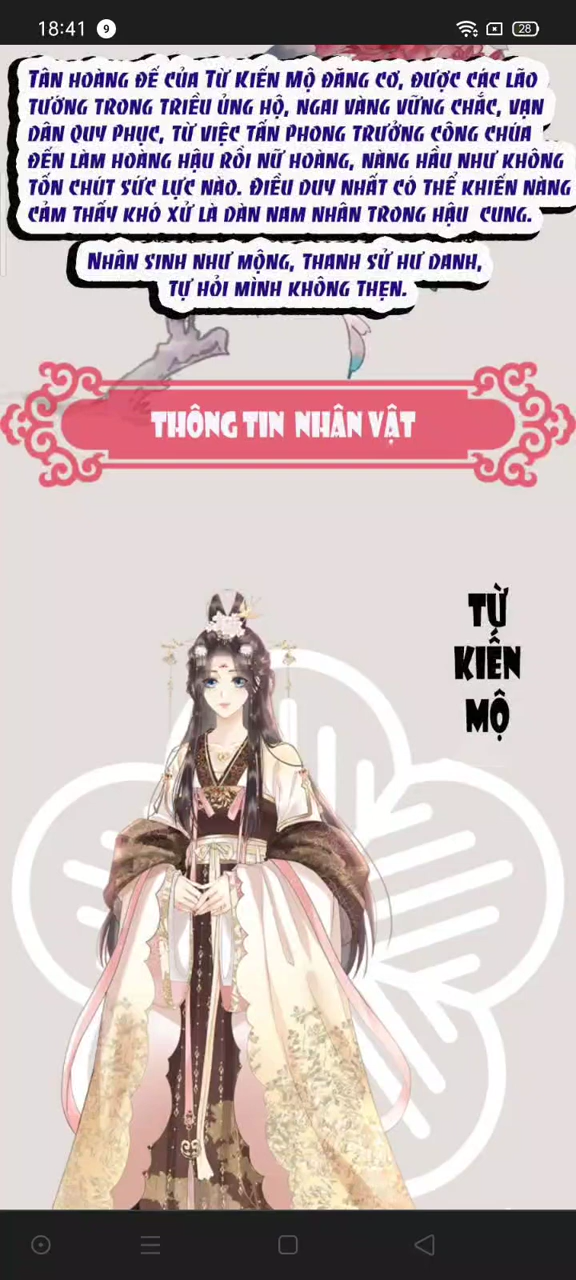 18:41 9 28
TÂN HOÀNG ĐẾ CỦA TỪ KIẾN MỘ ĐĂNG CƠ, ĐƯỢC CÁC LÃO
TƯỚNG TRONG TRIỀU ỦNG HỘ, NGAI VÀNG VỮNG CHẮC, VẠN
DÂN QUY PHỤC, TỪ VIỆC TẤN PHONG TRƯỞNG CÔNG CHÚA
ĐẾN LÀM HOÀNG HẬU RỒI NỮ HOÀNG, NÀNG HẦU NHƯ KHÔNG
TỐN CHÚT SỨC LỰC NÀO. ĐIỀU DUY NHẤT CÓ THỂ KHIẾN NÀNG
CẢM THẤY KHÓ XỬ LÀ DÀN NAM NHÂN TRONG HẬU CUNG.
NHÂN SINH NHƯ MỘNG, THANH SỬ HƯ DANH,
TỰ HỎI MÌNH KHÔNG THẸN.
THÔNG TIN NHÂN VẬT
TỪ
KIẾN
MỘ